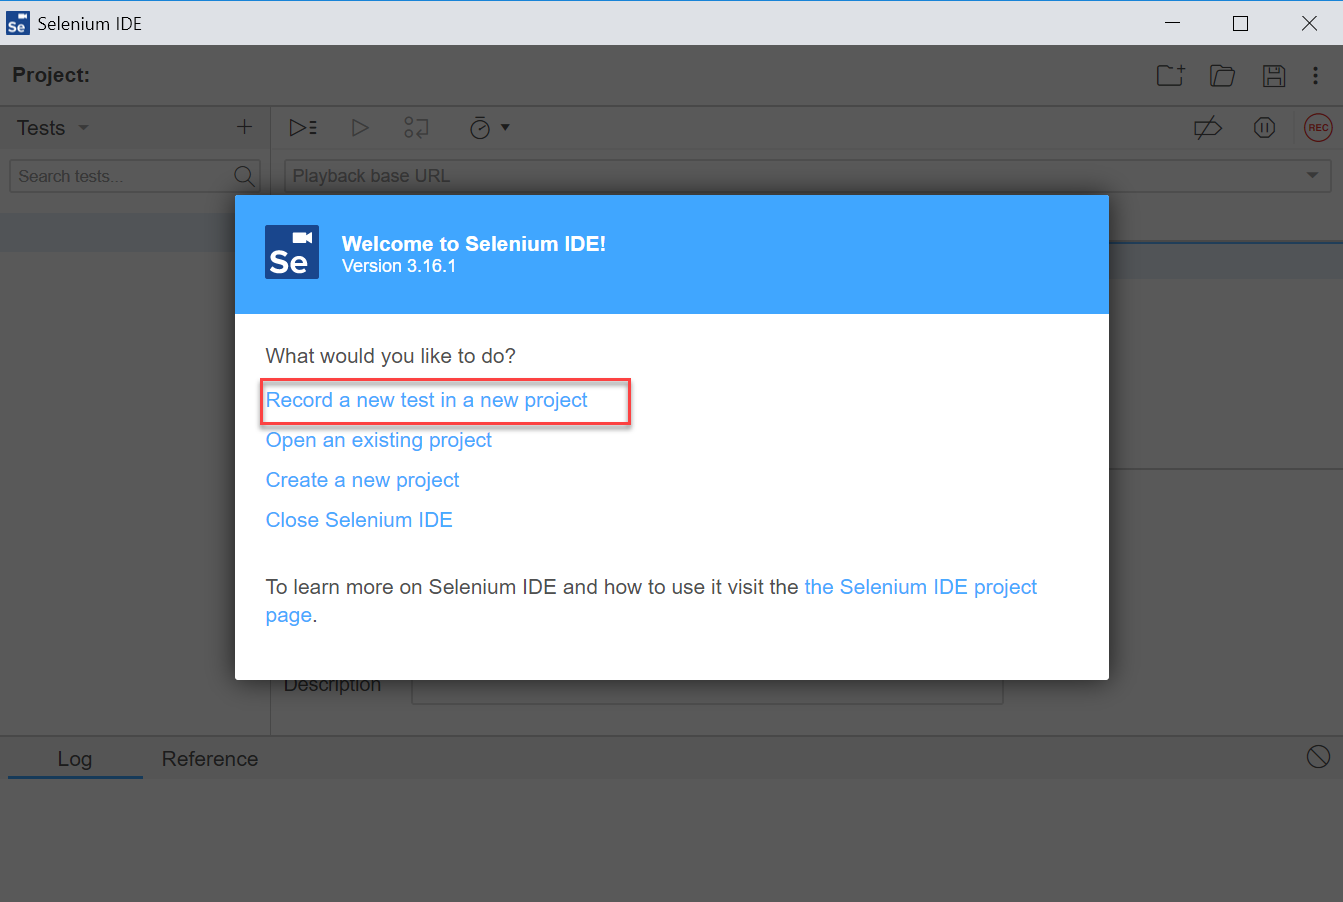 Se Selenium IDE
Project:
Tests
REC
Search tests...
Playback base URL
Se
Welcome to Selenium IDE!
Version 3.16.1
What would you like to do?
Record a new test in a new project
Open an existing project
Create a new project
Close Selenium IDE
To learn more on Selenium IDE and how to use it visit the the Selenium IDE project
page.
Description
Log Reference